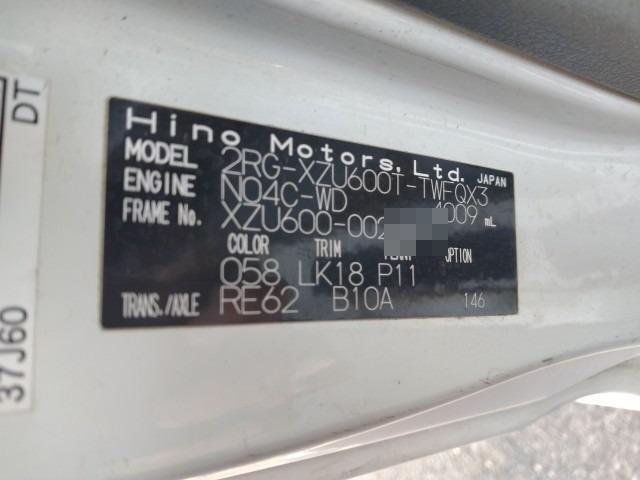 Hino Motors, Ltd. JAPAN
MODEL 2RG-XZU600T-TWFQX3
ENGINE N04C-WD 4009 mL
FRAME No. XZU600-002
COLOR TRIM
058 LK18 P11
TRANS./AXLE RE62 B10A 146
DT
37J60